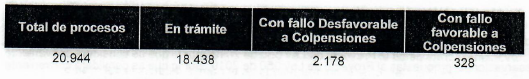 Total de procesos En trámite Con fallo Desfavorable a Colpensiones Con fallo favorable a Colpensiones
20.944 18.438 2.178 328